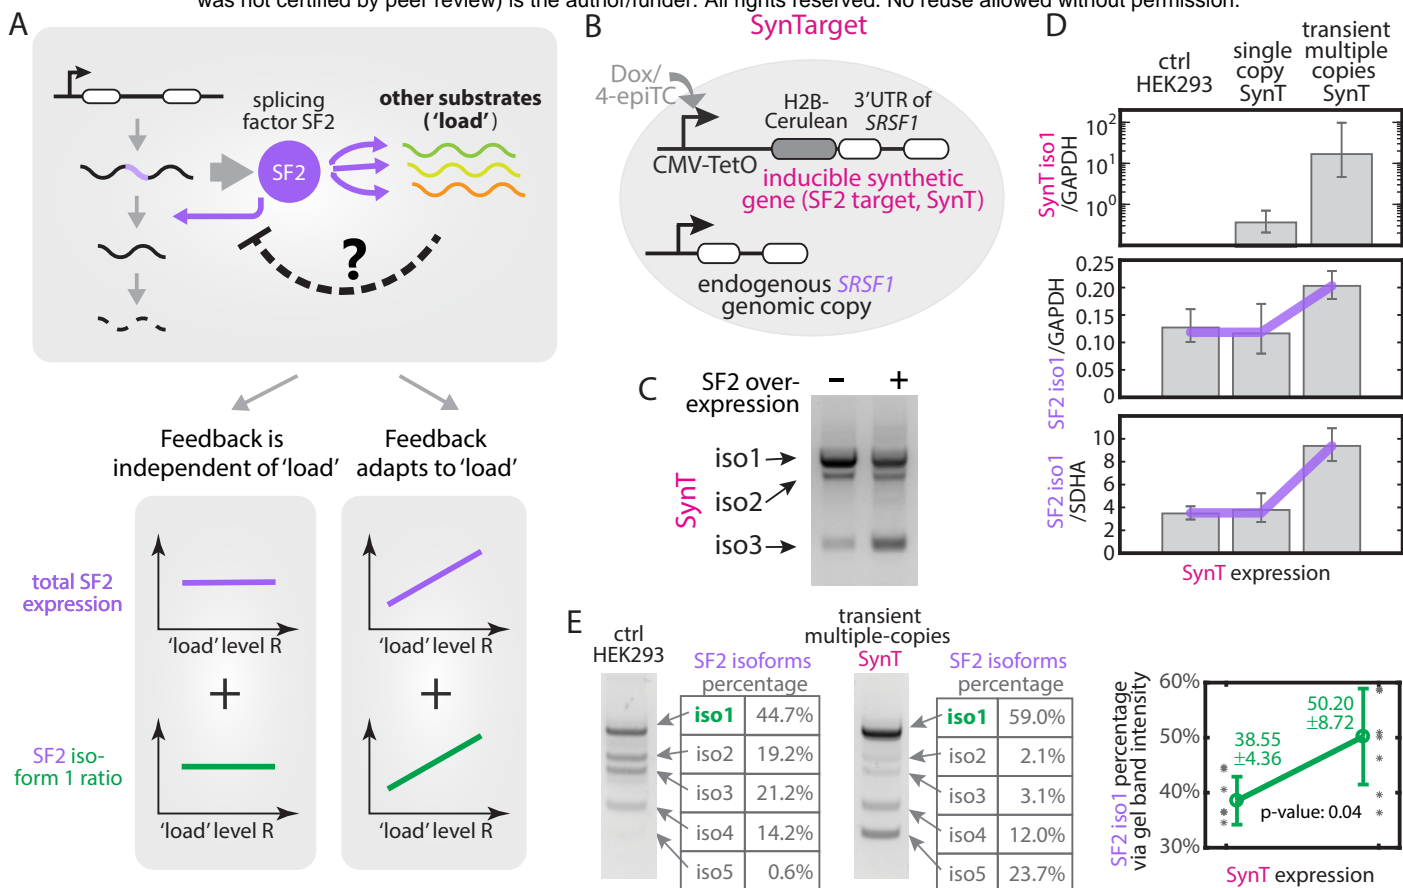 was not certified by peer review) is the author/funder. All rights reserved. No reuse allowed without permission.
A
splicing
factor SF2
other substrates
('load')
SF2
?
Feedback is
independent of 'load'
Feedback
adapts to 'load'
total SF2
expression
'load' level R
'load' level R
+
+
SF2 iso-
form 1 ratio
'load' level R
'load' level R
B
SynTarget
Dox/
4-epiTC
H2B-
Cerulean
3'UTR of
SRSF1
CMV-TetO
inducible synthetic
gene (SF2 target, SynT)
endogenous SRSF1
genomic copy
C
SF2 over-
expression
− +
SynT
iso1
iso2
iso3
D
ctrl
HEK293
single
copy
SynT
transient
multiple
copies
SynT
SynT iso1
/GAPDH
10²
10¹
10⁰
SF2 iso1/GAPDH
0.25
0.20
0.15
0.10
0.05
0
SF2 iso1
/SDHA
10
8
6
4
2
0
SynT expression
E
ctrl
HEK293
SF2 isoforms
percentage
iso1 44.7%
iso2 19.2%
iso3 21.2%
iso4 14.2%
iso5 0.6%
transient
multiple-copies
SynT
SF2 isoforms
percentage
iso1 59.0%
iso2 2.1%
iso3 3.1%
iso4 12.0%
iso5 23.7%
SF2 iso1 percentage
via gel band intensity
60%
50%
40%
30%
38.55
±4.36
50.20
±8.72
p-value: 0.04
SynT expression